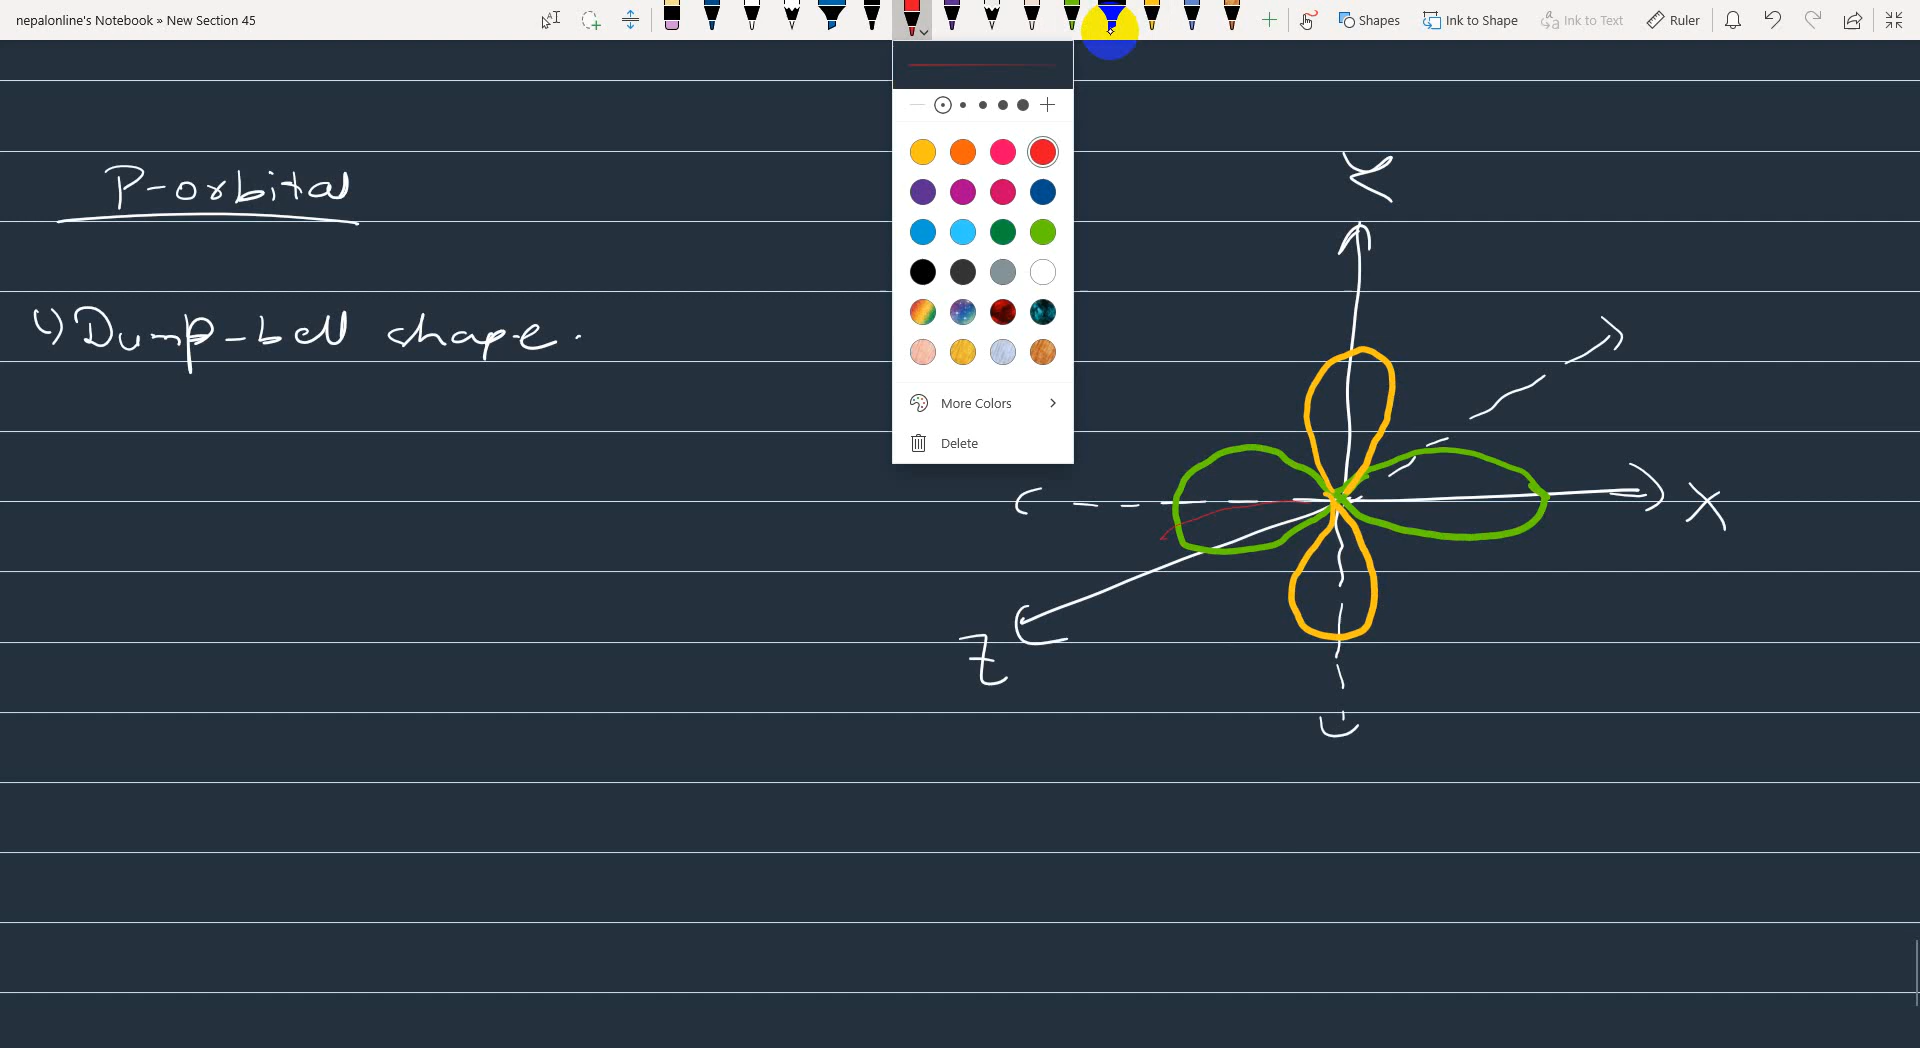 nepalonline's Notebook » New Section 45
Shapes
Ink to Shape
Ink to Text
Ruler
P-orbital
1) Dump-bell shape.
More Colors
Delete
Y
X
Z